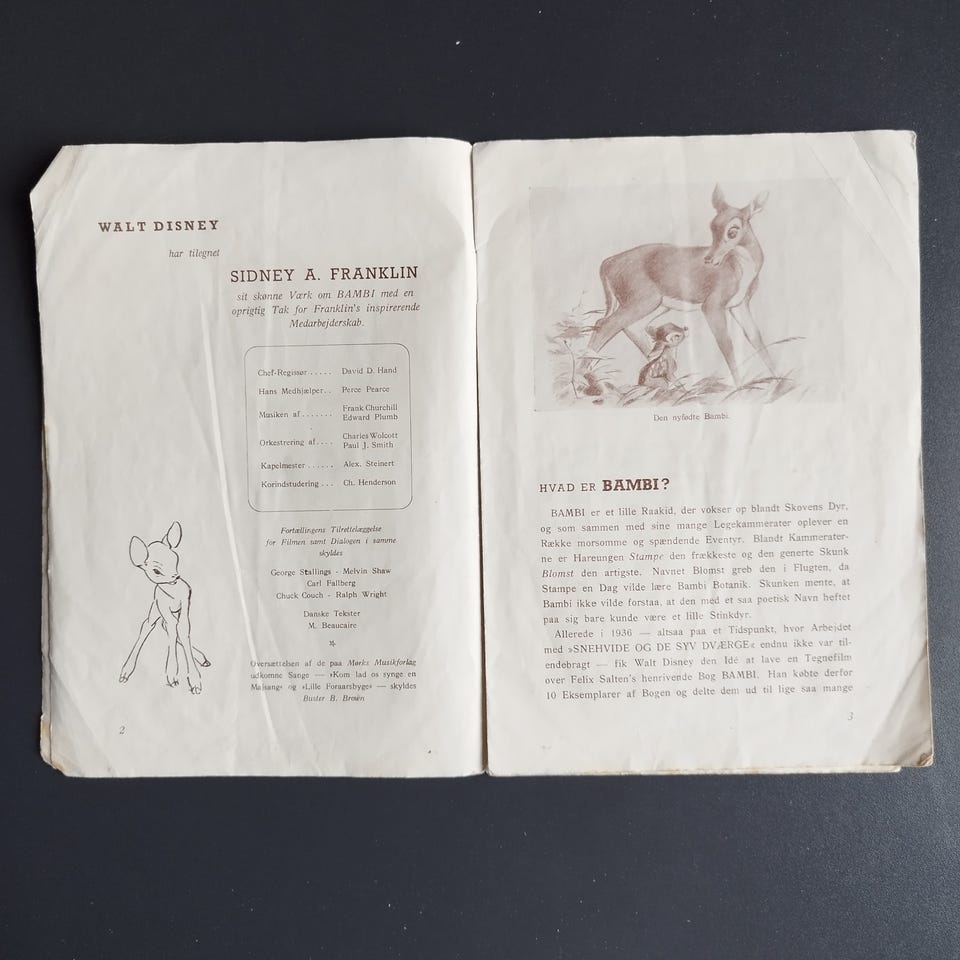 WALT DISNEY
har tilegnet
SIDNEY A. FRANKLIN
sit skønne Værk om BAMBI med en
oprigtig Tak for Franklin's inspirerende
Medarbejderskab.
Chef-Regissør ..... David D. Hand
Hans Medhjælper.. Perce Pearce
Musiken af ....... Frank Churchill
Edward Plumb
Orkestrering af.... Charles Wolcott
Paul J. Smith
Kapelmester ...... Alex. Steinert
Korindstudering ... Ch. Henderson
Fortællingens Tilrettelæggelse
for Filmen samt Dialogen i samme
skyldes
George Stallings - Melvin Shaw
Carl Fallberg
Chuck Couch - Ralph Wright
Danske Tekster
M. Beaucaire
Oversættelsen af de paa Mørks Musikforlag
udkomne Sange — »Kom lad os synge en
Majsang« og »Lille Foraarsbyge« — skyldes
Buster B. Brown
2
Den nyfødte Bambi.
HVAD ER BAMBI?
BAMBI er et lille Raakid, der vokser op blandt Skovens Dyr,
og som sammen med sine mange Legekammerater oplever en
Række morsomme og spændende Eventyr. Blandt Kammerater-
ne er Hareungen Stampe den frækkeste og den generte Skunk
Blomst den artigste. Navnet Blomst greb den i Flugten, da
Stampe en Dag vilde lære Bambi Botanik. Skunken mente, at
Bambi ikke vilde forstaa, at den med et saa poetisk Navn heftet
paa sig bare kunde være et lille Stinkdyr.
Allerede i 1936 — altsaa paa et Tidspunkt, hvor Arbejdet
med »SNEHVIDE OG DE SYV DVÆRGE« endnu ikke var til-
endebragt — fik Walt Disney den Idé at lave en Tegnefilm
over Felix Salten's henrivende Bog BAMBI. Han købte derfor
10 Eksemplarer af Bogen og delte dem ud til lige saa mange
3